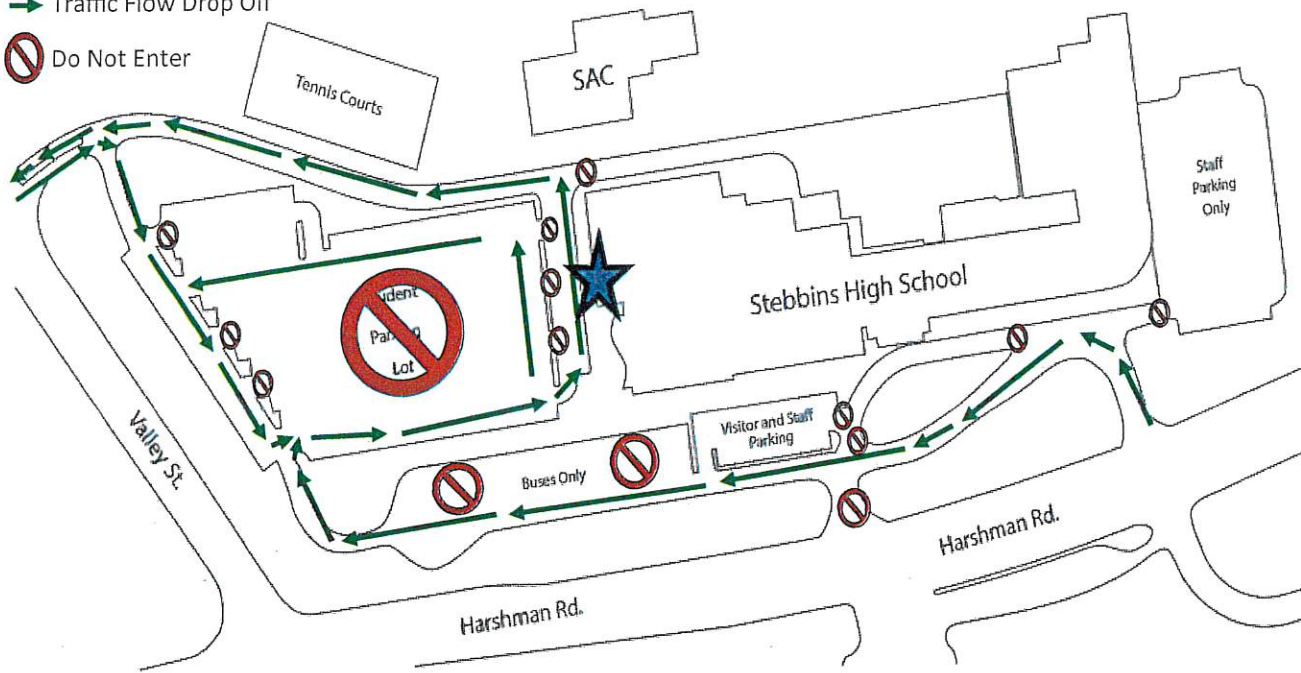 Traffic Flow Drop Off
Do Not Enter
Tennis Courts
SAC
Staff
Parking
Only
Stebbins High School
Lot
Valley St.
Visitor and Staff
Parking
Buses Only
Harshman Rd.
Harshman Rd.